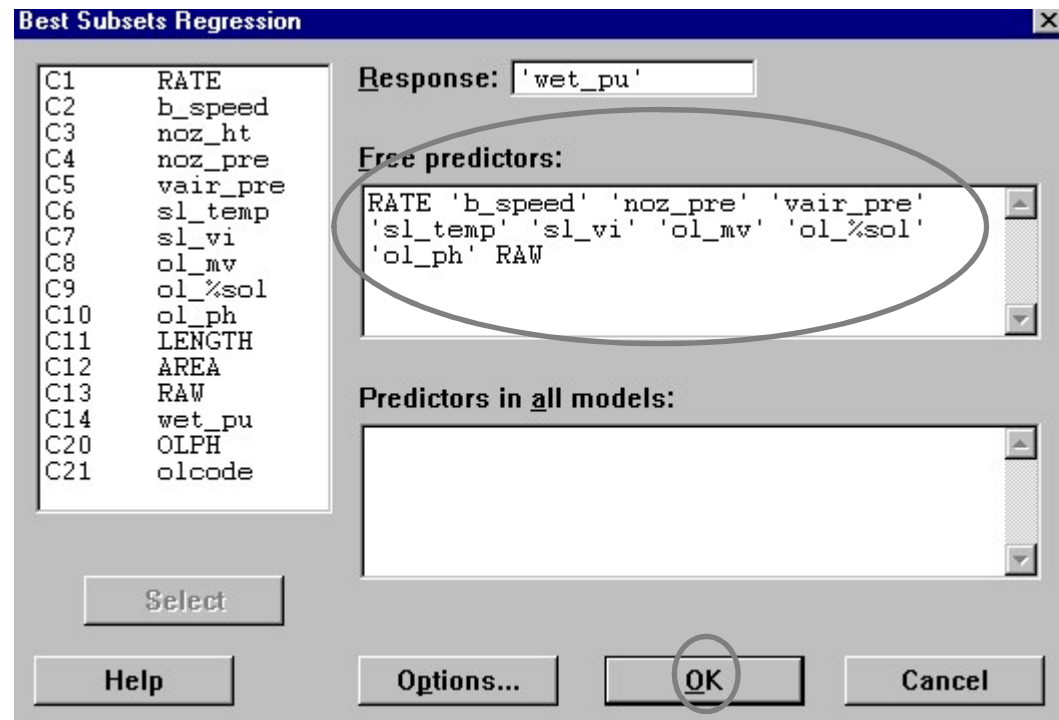 Best Subsets Regression
C1 RATE
C2 b_speed
C3 noz_ht
C4 noz_pre
C5 vair_pre
C6 sl_temp
C7 sl_vi
C8 ol_mv
C9 ol_%sol
C10 ol_ph
C11 LENGTH
C12 AREA
C13 RAW
C14 wet_pu
C20 OLPH
C21 olcode
Select
Response: 'wet_pu'
Free predictors:
RATE 'b_speed' 'noz_pre' 'vair_pre'
'sl_temp' 'sl_vi' 'ol_mv' 'ol_%sol'
'ol_ph' RAW
Predictors in all models:
Help Options... OK Cancel